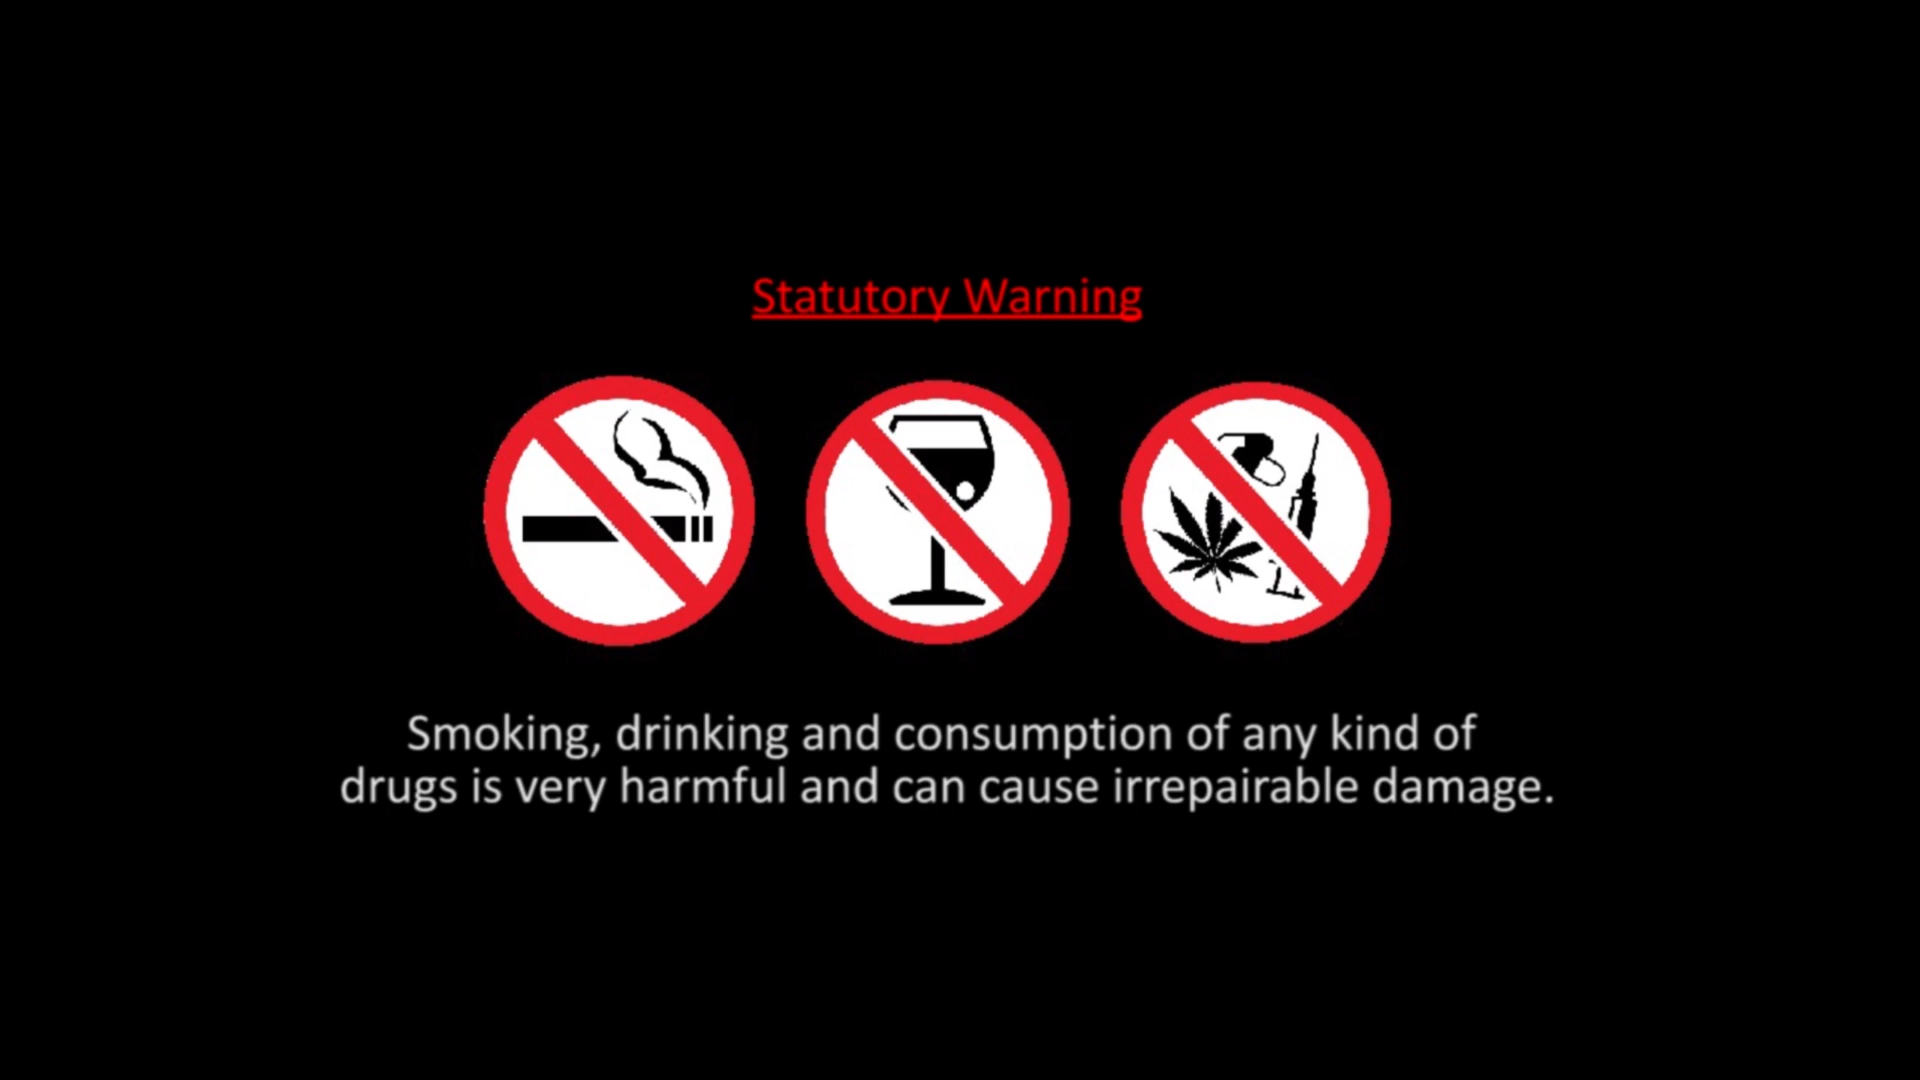 Statutory Warning
Smoking, drinking and consumption of any kind of
drugs is very harmful and can cause irrepairable damage.